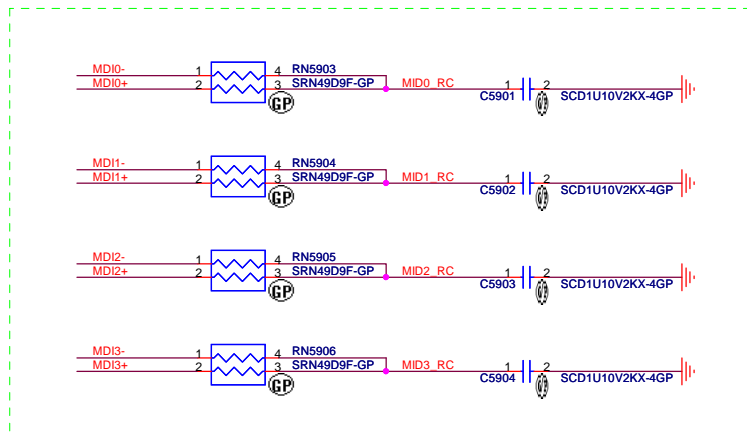 MDI0- 1 4 RN5903
MDI0+ 2 3 SRN49D9F-GP MID0_RC 1 2
GP C5901 SCD1U10V2KX-4GP
MDI1- 1 4 RN5904
MDI1+ 2 3 SRN49D9F-GP MID1_RC 1 2
GP C5902 SCD1U10V2KX-4GP
MDI2- 1 4 RN5905
MDI2+ 2 3 SRN49D9F-GP MID2_RC 1 2
GP C5903 SCD1U10V2KX-4GP
MDI3- 1 4 RN5906
MDI3+ 2 3 SRN49D9F-GP MID3_RC 1 2
GP C5904 SCD1U10V2KX-4GP